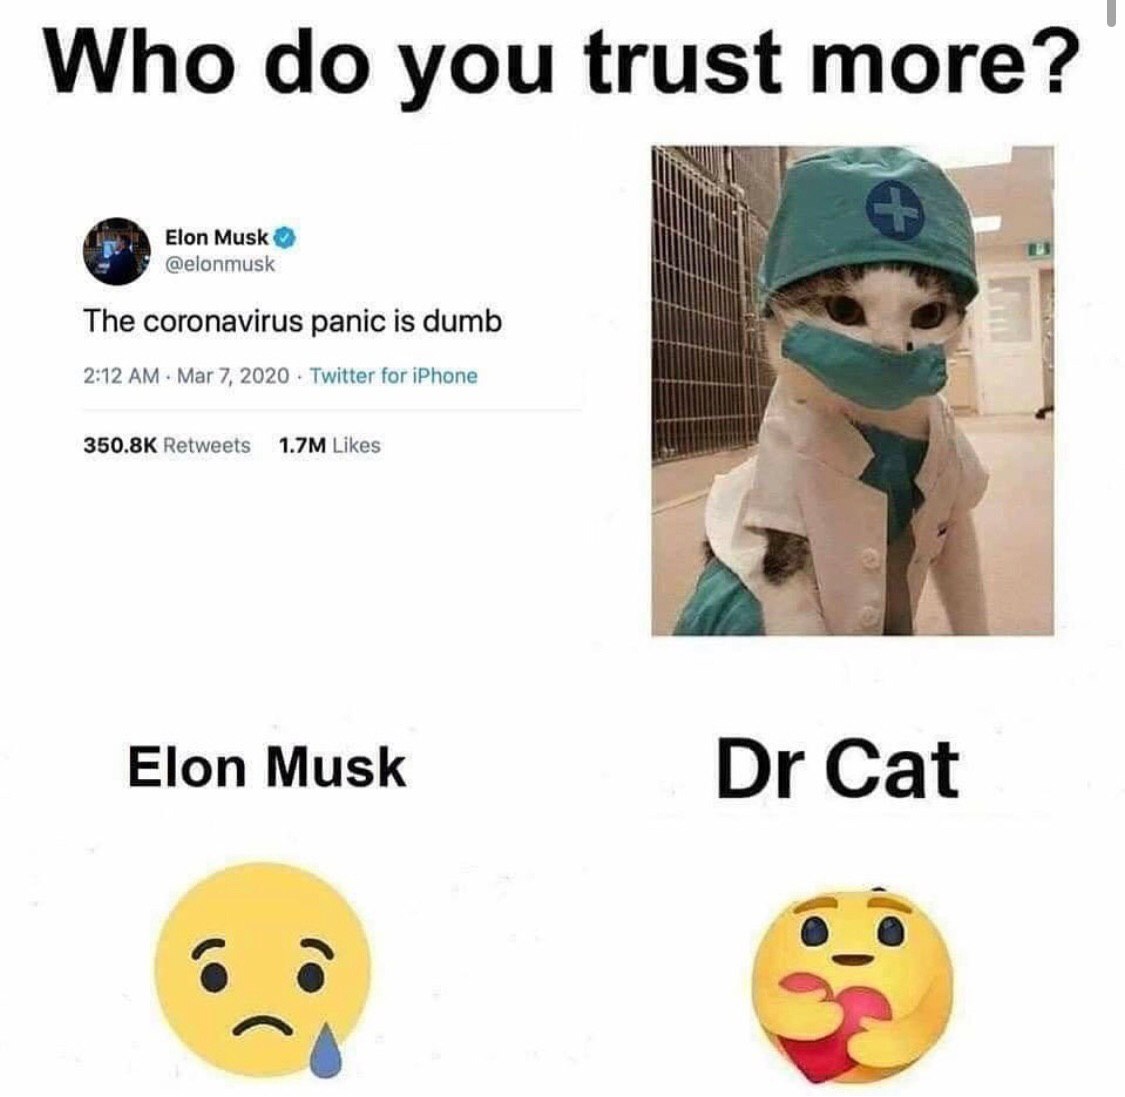 Who do you trust more?
Elon Musk
@elonmusk
The coronavirus panic is dumb
2:12 AM · Mar 7, 2020 · Twitter for iPhone
350.8K Retweets 1.7M Likes
Elon Musk
Dr Cat